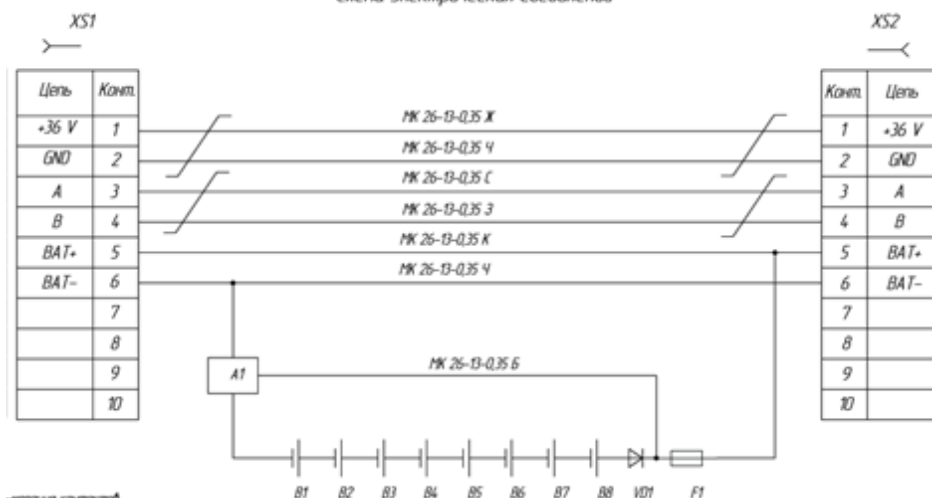 Схема электрическая соединений
XS1
XS2
Цепь Конт.
Конт. Цепь
+36 V 1
МК 26-13-0,35 Ж
1 +36 V
GND 2
МК 26-13-0,35 Ч
2 GND
A 3
МК 26-13-0,35 С
3 A
B 4
МК 26-13-0,35 З
4 B
BAT+ 5
МК 26-13-0,35 К
5 BAT+
BAT- 6
МК 26-13-0,35 Ч
6 BAT-
7
7
8
8
9
9
10
10
A1
МК 26-13-0,35 Б
B1 B2 B3 B4 B5 B6 B7 B8 VD1 F1